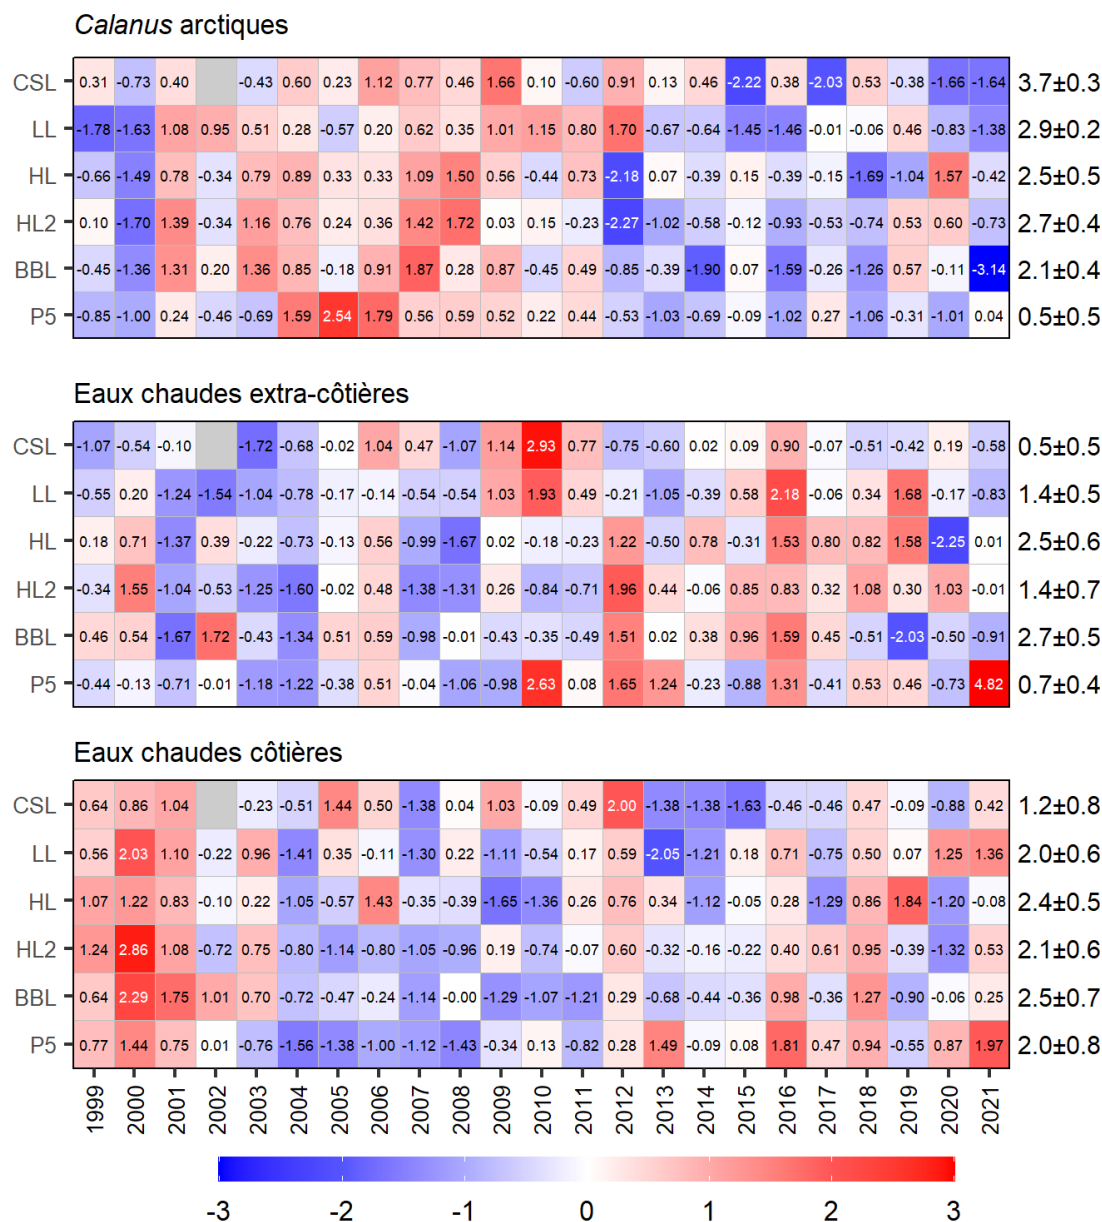 Calanus arctiques
CSL 0.31 -0.73 0.40 -0.43 0.60 0.23 1.12 0.77 0.46 1.66 0.10 -0.60 0.91 0.13 0.46 -2.22 0.38 -2.03 0.53 -0.38 -1.66 -1.64 3.7±0.3
LL -1.78 -1.63 1.08 0.95 0.51 0.28 -0.57 0.20 0.62 0.35 1.01 1.15 0.80 1.70 -0.67 -0.64 -1.45 -1.46 -0.01 -0.06 0.46 -0.83 -1.38 2.9±0.2
HL -0.66 -1.49 0.78 -0.34 0.79 0.89 0.33 0.33 1.09 1.50 0.56 -0.44 0.73 -2.18 0.07 -0.39 0.15 -0.39 -0.15 -1.69 -1.04 1.57 -0.42 2.5±0.5
HL2 0.10 -1.70 1.39 -0.34 1.16 0.76 0.24 0.36 1.42 1.72 0.03 0.15 -0.23 -2.27 -1.02 -0.58 -0.12 -0.93 -0.53 -0.74 0.53 0.60 -0.73 2.7±0.4
BBL -0.45 -1.36 1.31 0.20 1.36 0.85 -0.18 0.91 1.87 0.28 0.87 -0.45 0.49 -0.85 -0.39 -1.90 0.07 -1.59 -0.26 -1.26 0.57 -0.11 -3.14 2.1±0.4
P5 -0.85 -1.00 0.24 -0.46 -0.69 1.59 2.54 1.79 0.56 0.59 0.52 0.22 0.44 -0.53 -1.03 -0.69 -0.09 -1.02 0.27 -1.06 -0.31 -1.01 0.04 0.5±0.5
Eaux chaudes extra-côtières
CSL -1.07 -0.54 -0.10 -1.72 -0.68 -0.02 1.04 0.47 -1.07 1.14 2.93 0.77 -0.75 -0.60 0.02 0.09 0.90 -0.07 -0.51 -0.42 0.19 -0.58 0.5±0.5
LL -0.55 0.20 -1.24 -1.54 -1.04 -0.78 -0.17 -0.14 -0.54 -0.54 1.03 1.93 0.49 -0.21 -1.05 -0.39 0.58 2.18 -0.06 0.34 1.68 -0.17 -0.83 1.4±0.5
HL 0.18 0.71 -1.37 0.39 -0.22 -0.73 -0.13 0.56 -0.99 -1.67 0.02 -0.18 -0.23 1.22 -0.50 0.78 -0.31 1.53 0.80 0.82 1.58 -2.25 0.01 2.5±0.6
HL2 -0.34 1.55 -1.04 -0.53 -1.25 -1.60 -0.02 0.48 -1.38 -1.31 0.26 -0.84 -0.71 1.96 0.44 -0.06 0.85 0.83 0.32 1.08 0.30 1.03 -0.01 1.4±0.7
BBL 0.46 0.54 -1.67 1.72 -0.43 -1.34 0.51 0.59 -0.98 -0.01 -0.43 -0.35 -0.49 1.51 0.02 0.38 0.96 1.59 0.45 -0.51 -2.03 -0.50 -0.91 2.7±0.5
P5 -0.44 -0.13 -0.71 -0.01 -1.18 -1.22 -0.38 0.51 -0.04 -1.06 -0.98 2.63 0.08 1.65 1.24 -0.23 -0.88 1.31 -0.41 0.53 0.46 -0.73 4.82 0.7±0.4
Eaux chaudes côtières
CSL 0.64 0.86 1.04 -0.23 -0.51 1.44 0.50 -1.38 0.04 1.03 -0.09 0.49 2.00 -1.38 -1.38 -1.63 -0.46 -0.46 0.47 -0.09 -0.88 0.42 1.2±0.8
LL 0.56 2.03 1.10 -0.22 0.96 -1.41 0.35 -0.11 -1.30 0.22 -1.11 -0.54 0.17 0.59 -2.05 -1.21 0.18 0.71 -0.75 0.50 0.07 1.25 1.36 2.0±0.6
HL 1.07 1.22 0.83 -0.10 0.22 -1.05 -0.57 1.43 -0.35 -0.39 -1.65 -1.36 0.26 0.76 0.34 -1.12 -0.05 0.28 -1.29 0.86 1.84 -1.20 -0.08 2.4±0.5
HL2 1.24 2.86 1.08 -0.72 0.75 -0.80 -1.14 -0.80 -1.05 -0.96 0.19 -0.74 -0.07 0.60 -0.32 -0.16 -0.22 0.40 0.61 0.95 -0.39 -1.32 0.53 2.1±0.6
BBL 0.64 2.29 1.75 1.01 0.70 -0.72 -0.47 -0.24 -1.14 -0.00 -1.29 -1.07 -1.21 0.29 -0.68 -0.44 -0.36 0.98 -0.36 1.27 -0.90 -0.06 0.25 2.5±0.7
P5 0.77 1.44 0.75 0.01 -0.76 -1.56 -1.38 -1.00 -1.12 -1.43 -0.34 0.13 -0.82 0.28 1.49 -0.09 0.08 1.81 0.47 0.94 -0.55 0.87 1.97 2.0±0.8
1999 2000 2001 2002 2003 2004 2005 2006 2007 2008 2009 2010 2011 2012 2013 2014 2015 2016 2017 2018 2019 2020 2021
-3 -2 -1 0 1 2 3